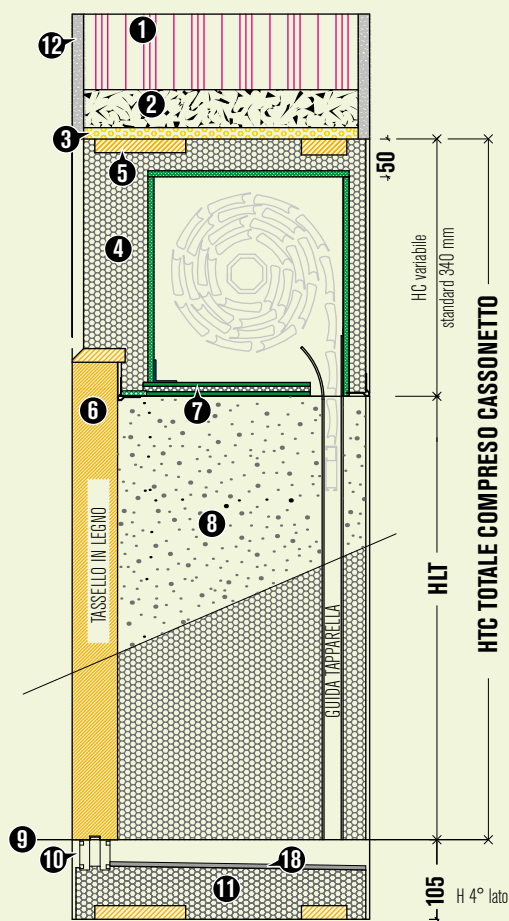 1
12
2
3
5
50
4
HC variabile
standard 340 mm
HTC TOTALE COMPRESO CASSONETTO
7
6
8
TASSELLO IN LEGNO
HLT
GUIDA TAPPARELLA
9
10
18
11
105
H 4° lato